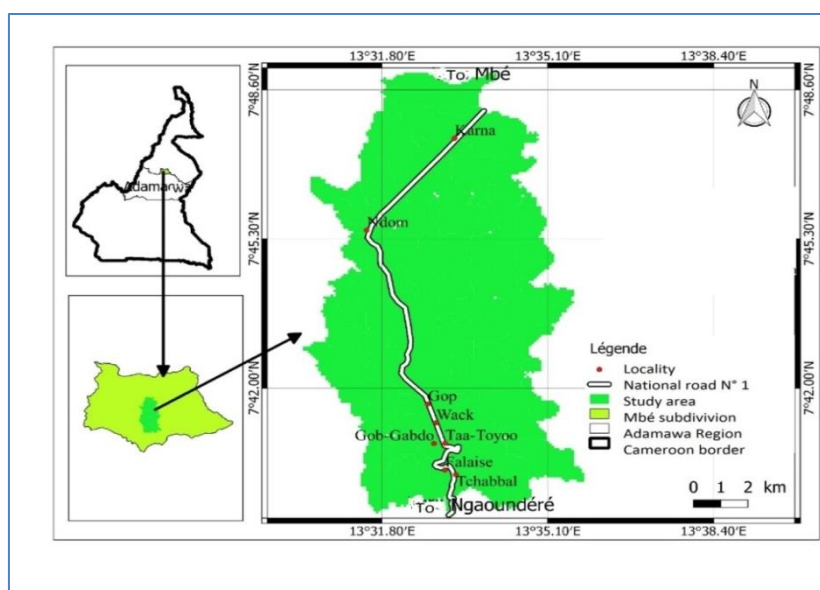 13°31.80'E 13°35.10'E 13°38.40'E
7°48.60'N
7°45.30'N
7°42.00'N
To Mbé
N
Karna
Adamawa
Ndom
Légende
Locality
National road N° 1
Study area
Mbé subdivivion
Adamawa Region
Cameroon border
Gop
Wack
Gob-Gabdo Taa-Toyoo
Falaise
Tchabbal
To Ngaoundéré
0 1 2 km
7°48.60'N
7°45.30'N
7°42.00'N
13°31.80'E 13°35.10'E 13°38.40'E